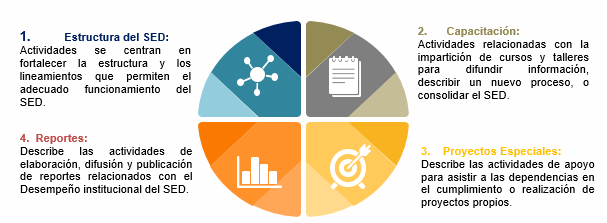 1. Estructura del SED:
Actividades se centran en
fortalecer la estructura y los
lineamientos que permiten el
adecuado funcionamiento del
SED.
2. Capacitación:
Actividades relacionadas con la
impartición de cursos y talleres
para difundir información,
describir un nuevo proceso, o
consolidar el SED.
4. Reportes:
Describe las actividades de
elaboración, difusión y publicación
de reportes relacionados con el
Desempeño institucional del SED.
3. Proyectos Especiales:
Describe las actividades de apoyo
para asistir a las dependencias en
el cumplimiento o realización de
proyectos propios.